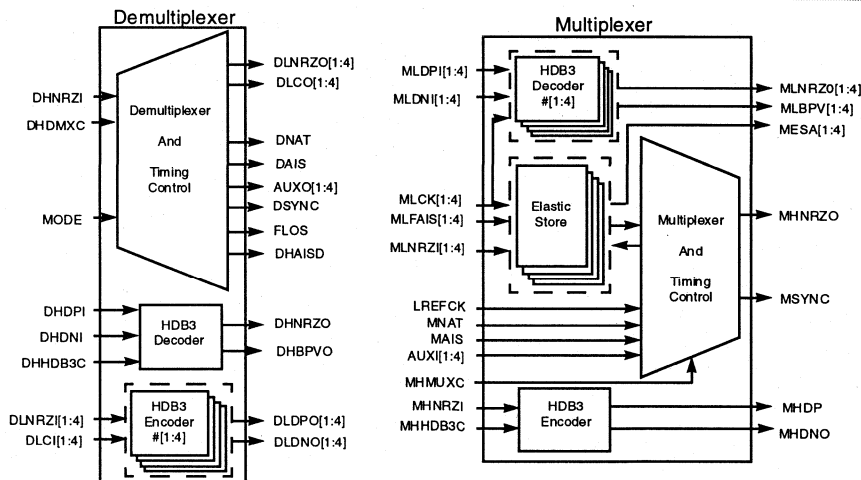 Demultiplexer
DHNRZI
DHDMXC
MODE
Demultiplexer
And
Timing
Control
DLNRZO[1:4]
DLCO[1:4]
DNAT
DAIS
AUXO[1:4]
DSYNC
FLOS
DHAISD
DHDPI
DHDNI
DHHDB3C
HDB3
Decoder
DHNRZO
DHBPVO
DLNRZI[1:4]
DLCI[1:4]
HDB3
Encoder
#[1:4]
DLDPO[1:4]
DLDNO[1:4]
Multiplexer
MLDPI[1:4]
MLDNI[1:4]
HDB3
Decoder
#[1:4]
MLNRZ0[1:4]
MLBPV[1:4]
MESA[1:4]
MLCK[1:4]
MLFAIS[1:4]
MLNRZI[1:4]
Elastic
Store
Multiplexer
And
Timing
Control
MHNRZO
MSYNC
LREFCK
MNAT
MAIS
AUXI[1:4]
MHMUXC
MHNRZI
MHHDB3C
HDB3
Encoder
MHDP
MHDNO